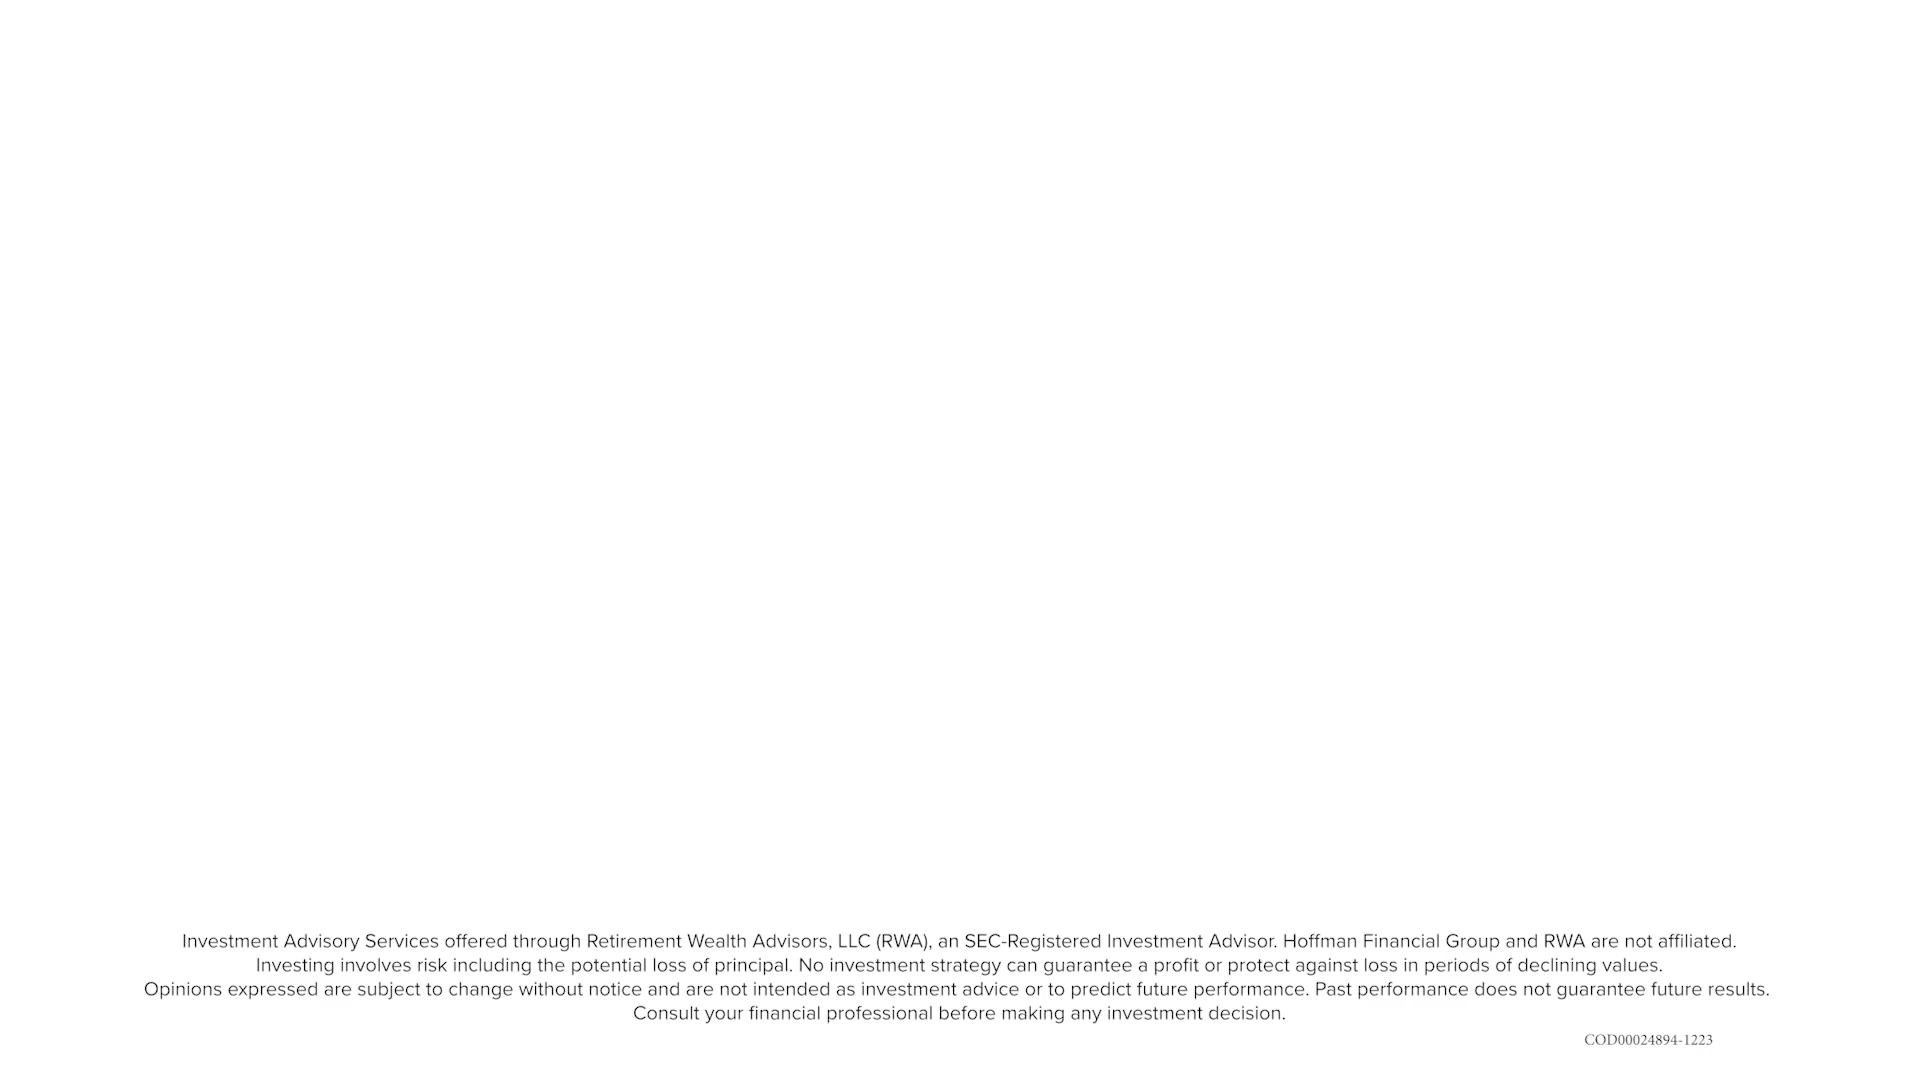 Investment Advisory Services offered through Retirement Wealth Advisors, LLC (RWA), an SEC-Registered Investment Advisor. Hoffman Financial Group and RWA are not affiliated.
Investing involves risk including the potential loss of principal. No investment strategy can guarantee a profit or protect against loss in periods of declining values.
Opinions expressed are subject to change without notice and are not intended as investment advice or to predict future performance. Past performance does not guarantee future results.
Consult your financial professional before making any investment decision.
COD00024894-1223